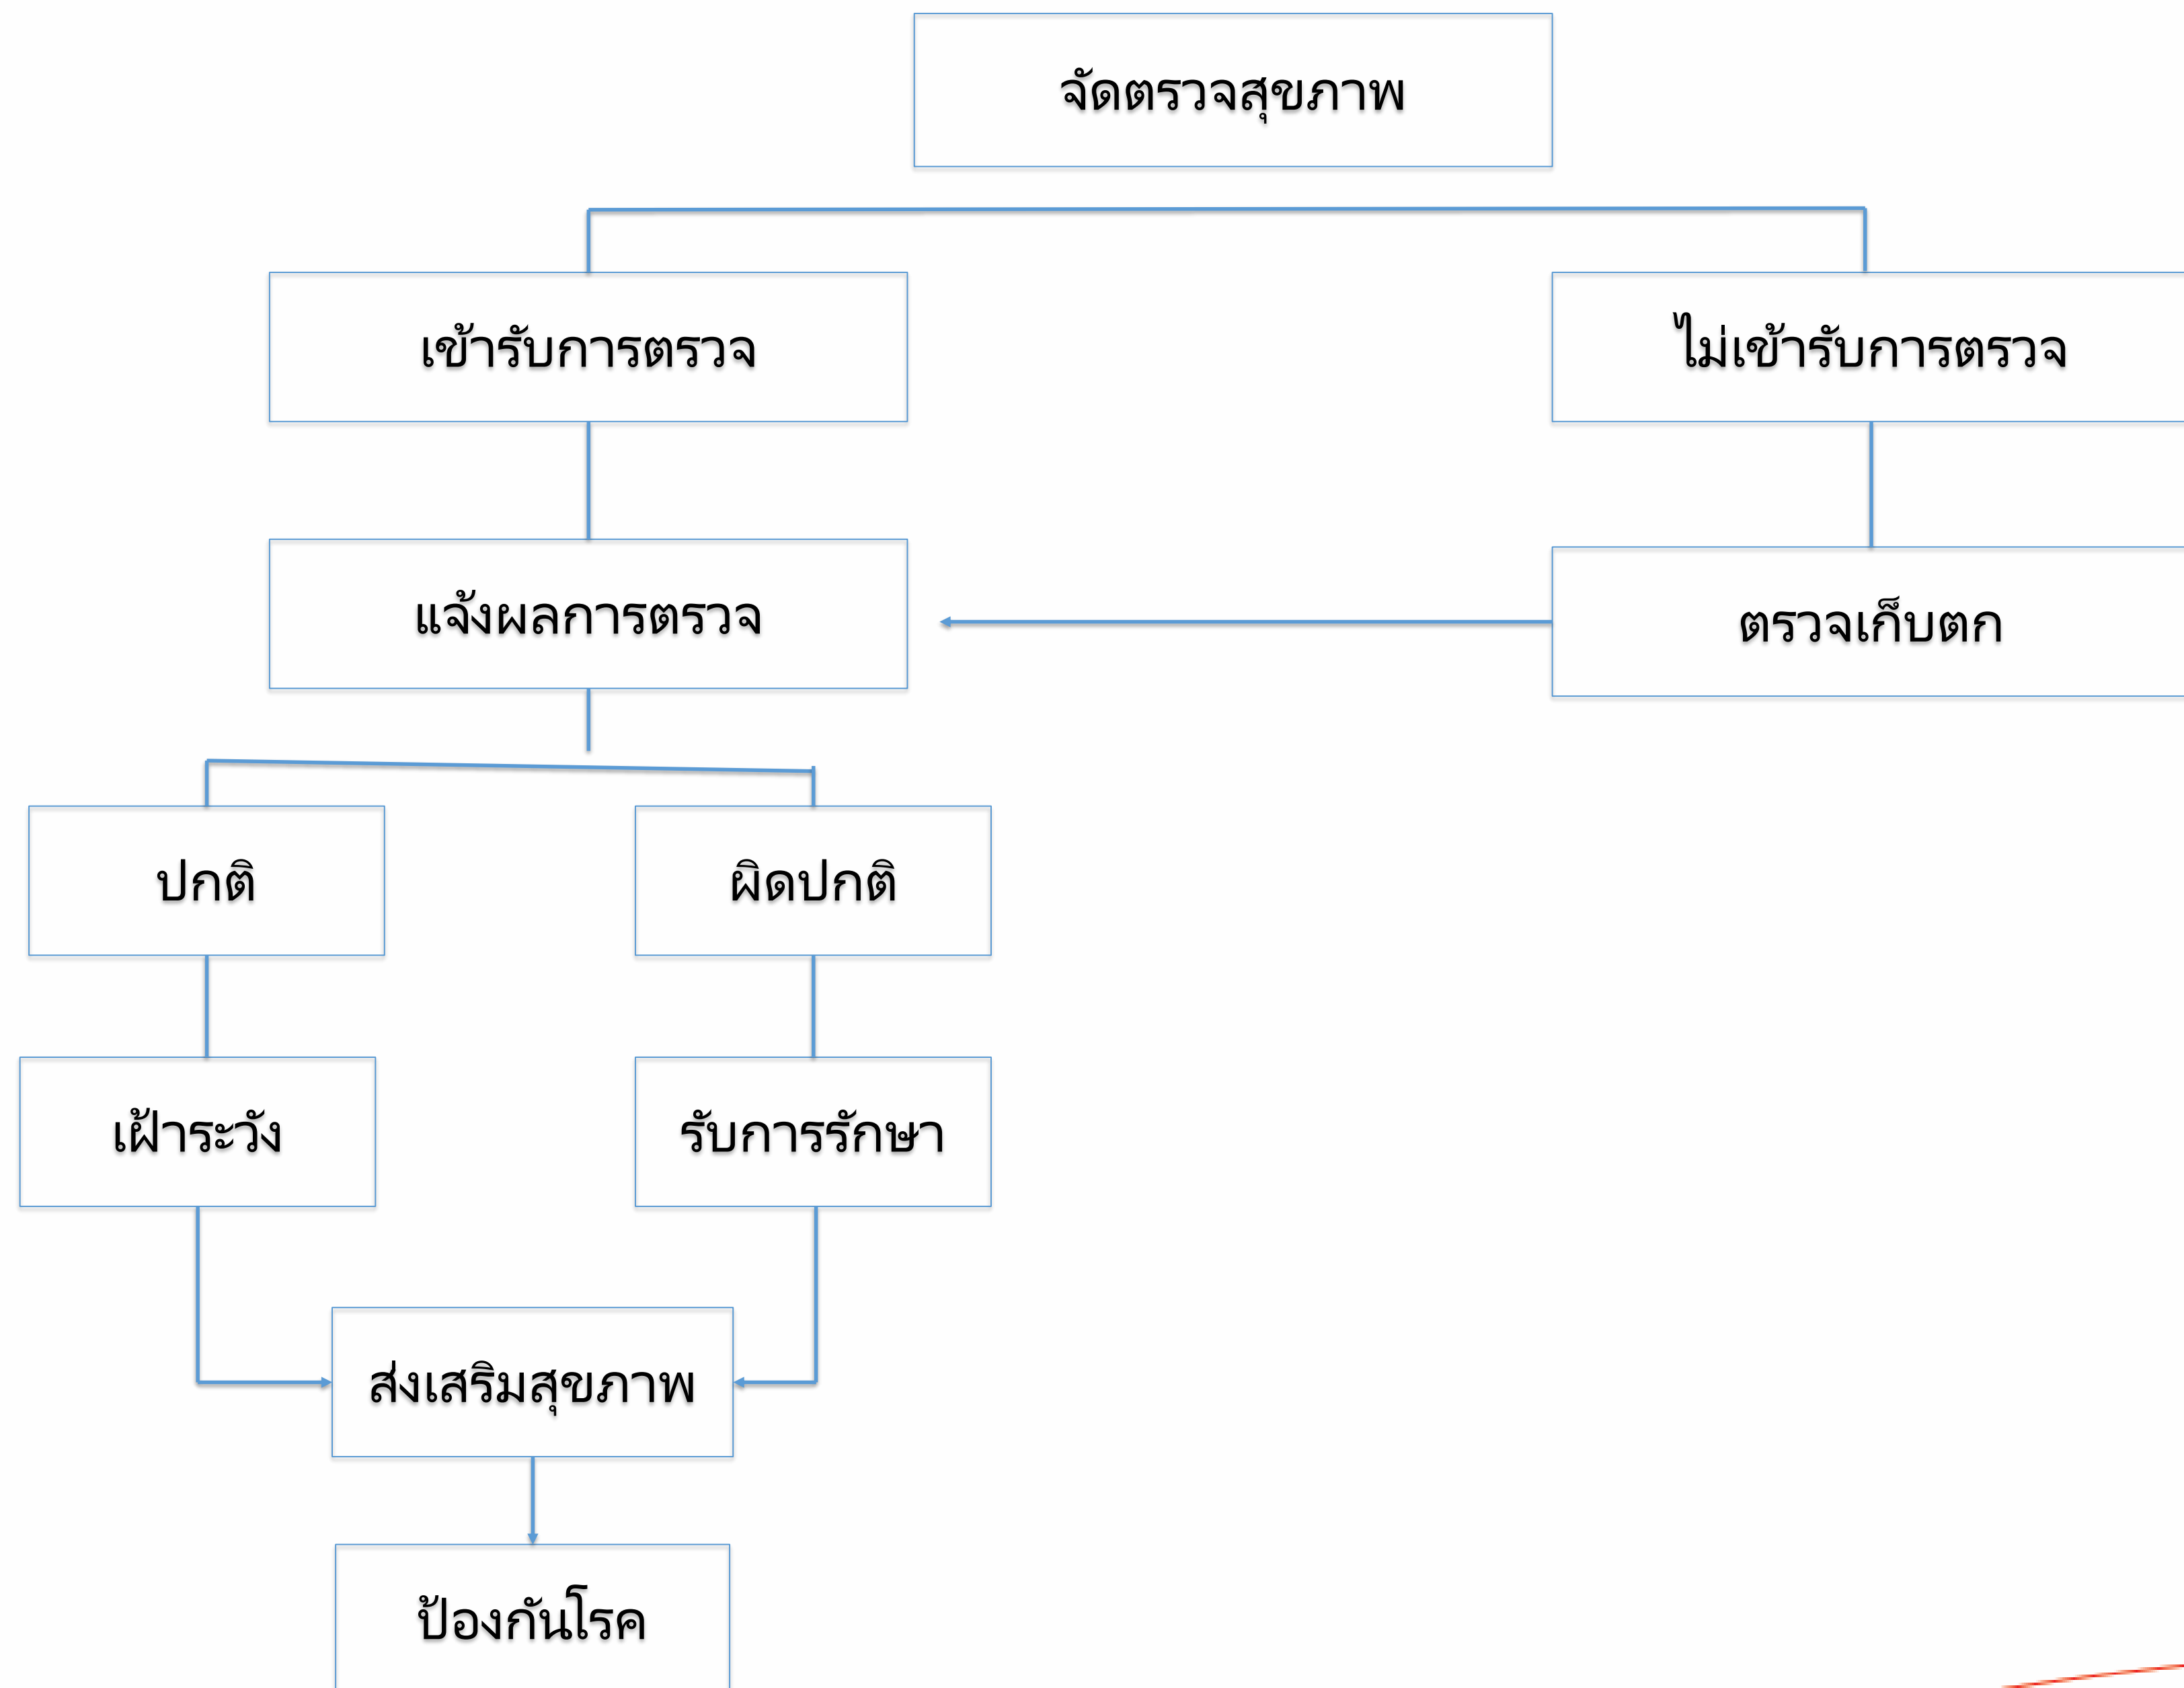 จัดตรวจสุขภาพ
เข้ารับการตรวจ
ไม่เข้ารับการตรวจ
แจ้งผลการตรวจ
ตรวจเก็บตก
ปกติ
ผิดปกติ
เฝ้าระวัง
รับการรักษา
ส่งเสริมสุขภาพ
ป้องกันโรค